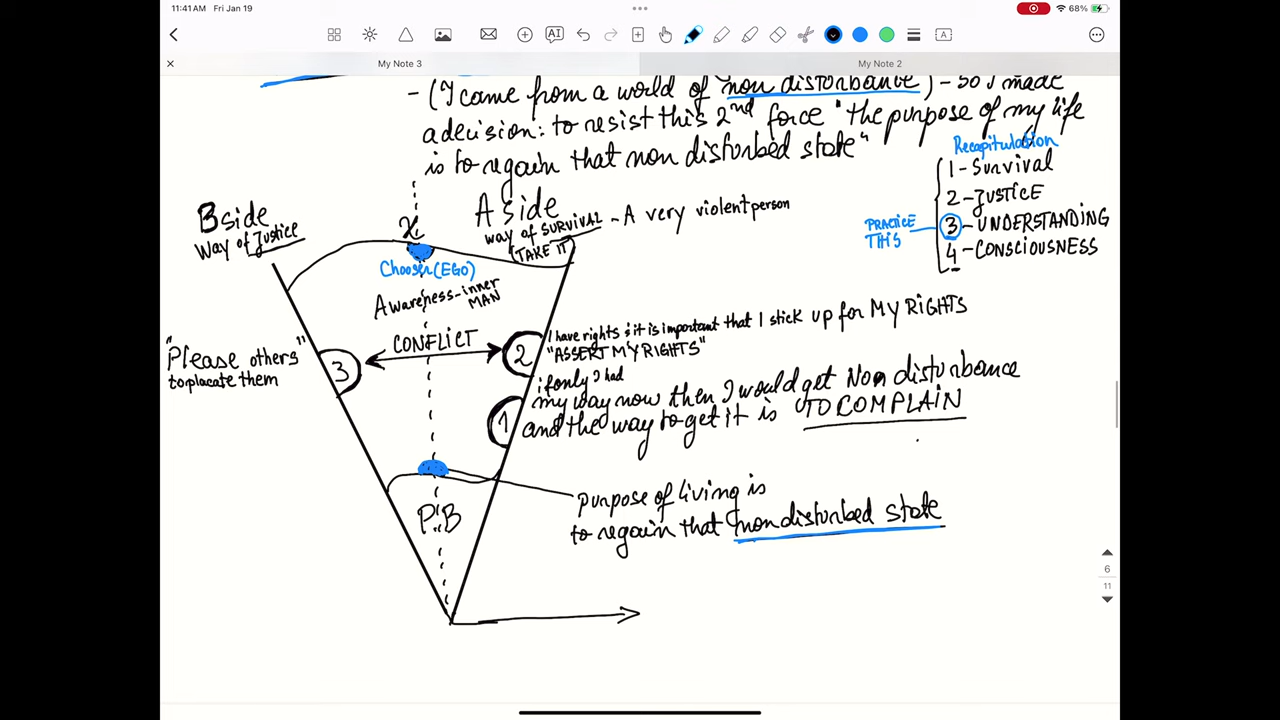 11:41AM Fri Jan 19
68%
AI
A
My Note 3
My Note 2
- (I came from a world of non disturbance) - So I made
a decision: to resist this 2nd force "the purpose of my life
is to regain that non disturbed state"
Recapitulation
1 - Survival
2 - JUSTICE
3 - UNDERSTANDING
4 - CONSCIOUSNESS
PRACTICE
THIS
B side
Way of Justice
X
A side
way of SURVIVAL - A very violent person
(TAKE IT)
Chooser (EGO)
Awareness-inner
MAN
CONFLICT
"Please others"
to placate them
3
2
I have rights & it is important that I stick up for MY RIGHTS
"ASSERT MY RIGHTS"
if only I had
my way now then I would get Non disturbance
1
and the way to get it is TO COMPLAIN
P.B
purpose of living is
to regain that non disturbed state
6
11